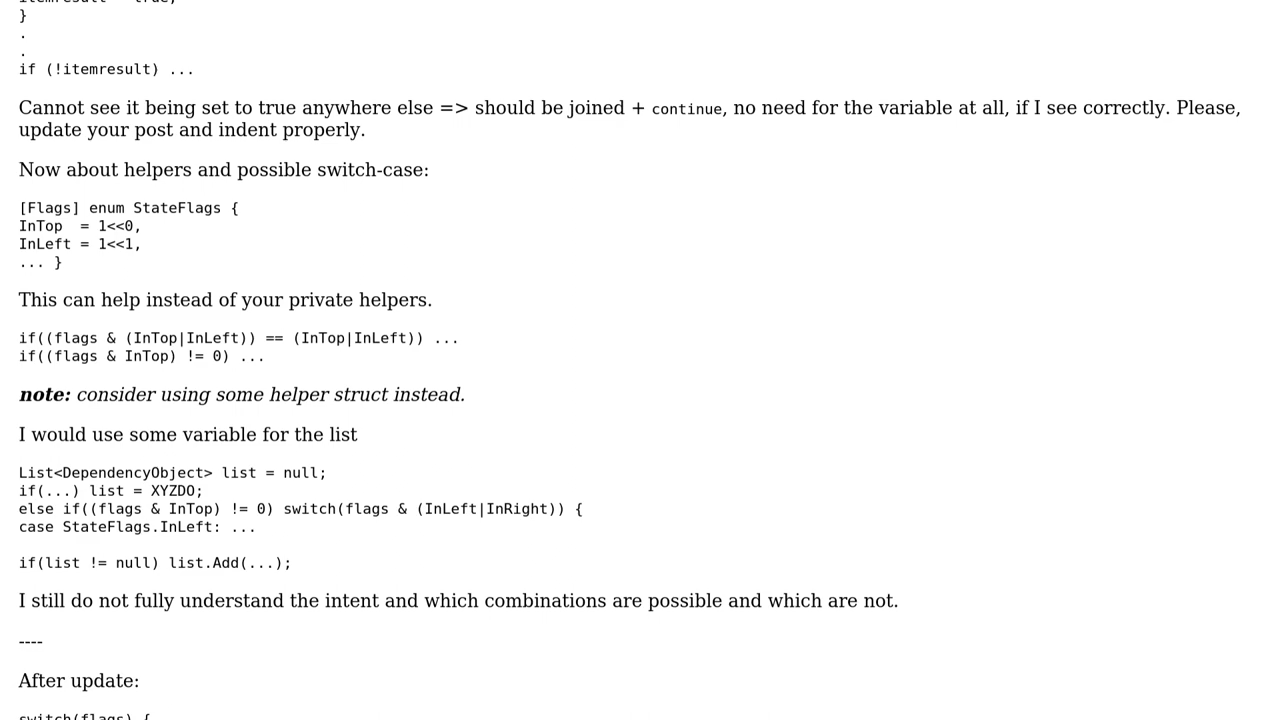 itemresult = true;
}
.
.
if (!itemresult) ...
Cannot see it being set to true anywhere else => should be joined + continue, no need for the variable at all, if I see correctly. Please,
update your post and indent properly.
Now about helpers and possible switch-case:
[Flags] enum StateFlags {
InTop  = 1<<0,
InLeft = 1<<1,
... }
This can help instead of your private helpers.
if((flags & (InTop|InLeft)) == (InTop|InLeft)) ...
if((flags & InTop) != 0) ...
note: consider using some helper struct instead.
I would use some variable for the list
List<DependencyObject> list = null;
if(...) list = XYZDO;
else if((flags & InTop) != 0) switch(flags & (InLeft|InRight)) {
case StateFlags.InLeft: ...
if(list != null) list.Add(...);
I still do not fully understand the intent and which combinations are possible and which are not.
----
After update:
switch(flags) {